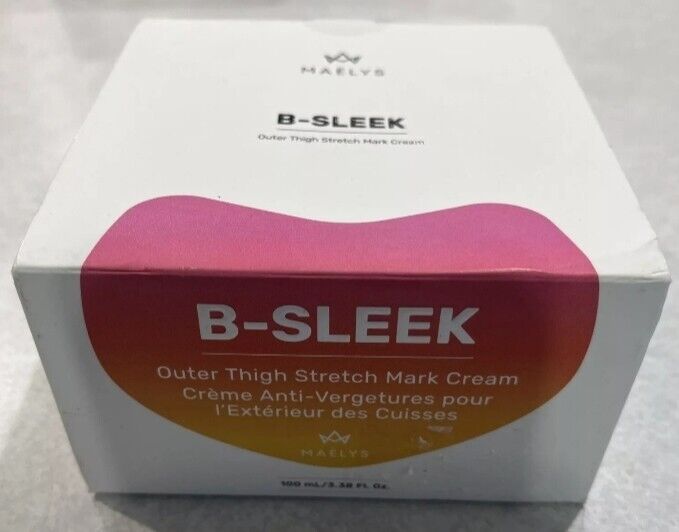 MAËLYS
B-SLEEK
Outer Thigh Stretch Mark Cream
B-SLEEK
Outer Thigh Stretch Mark Cream
Crème Anti-Vergetures pour
l'Extérieur des Cuisses
MAËLYS
100 mL/3.38 FL Oz.